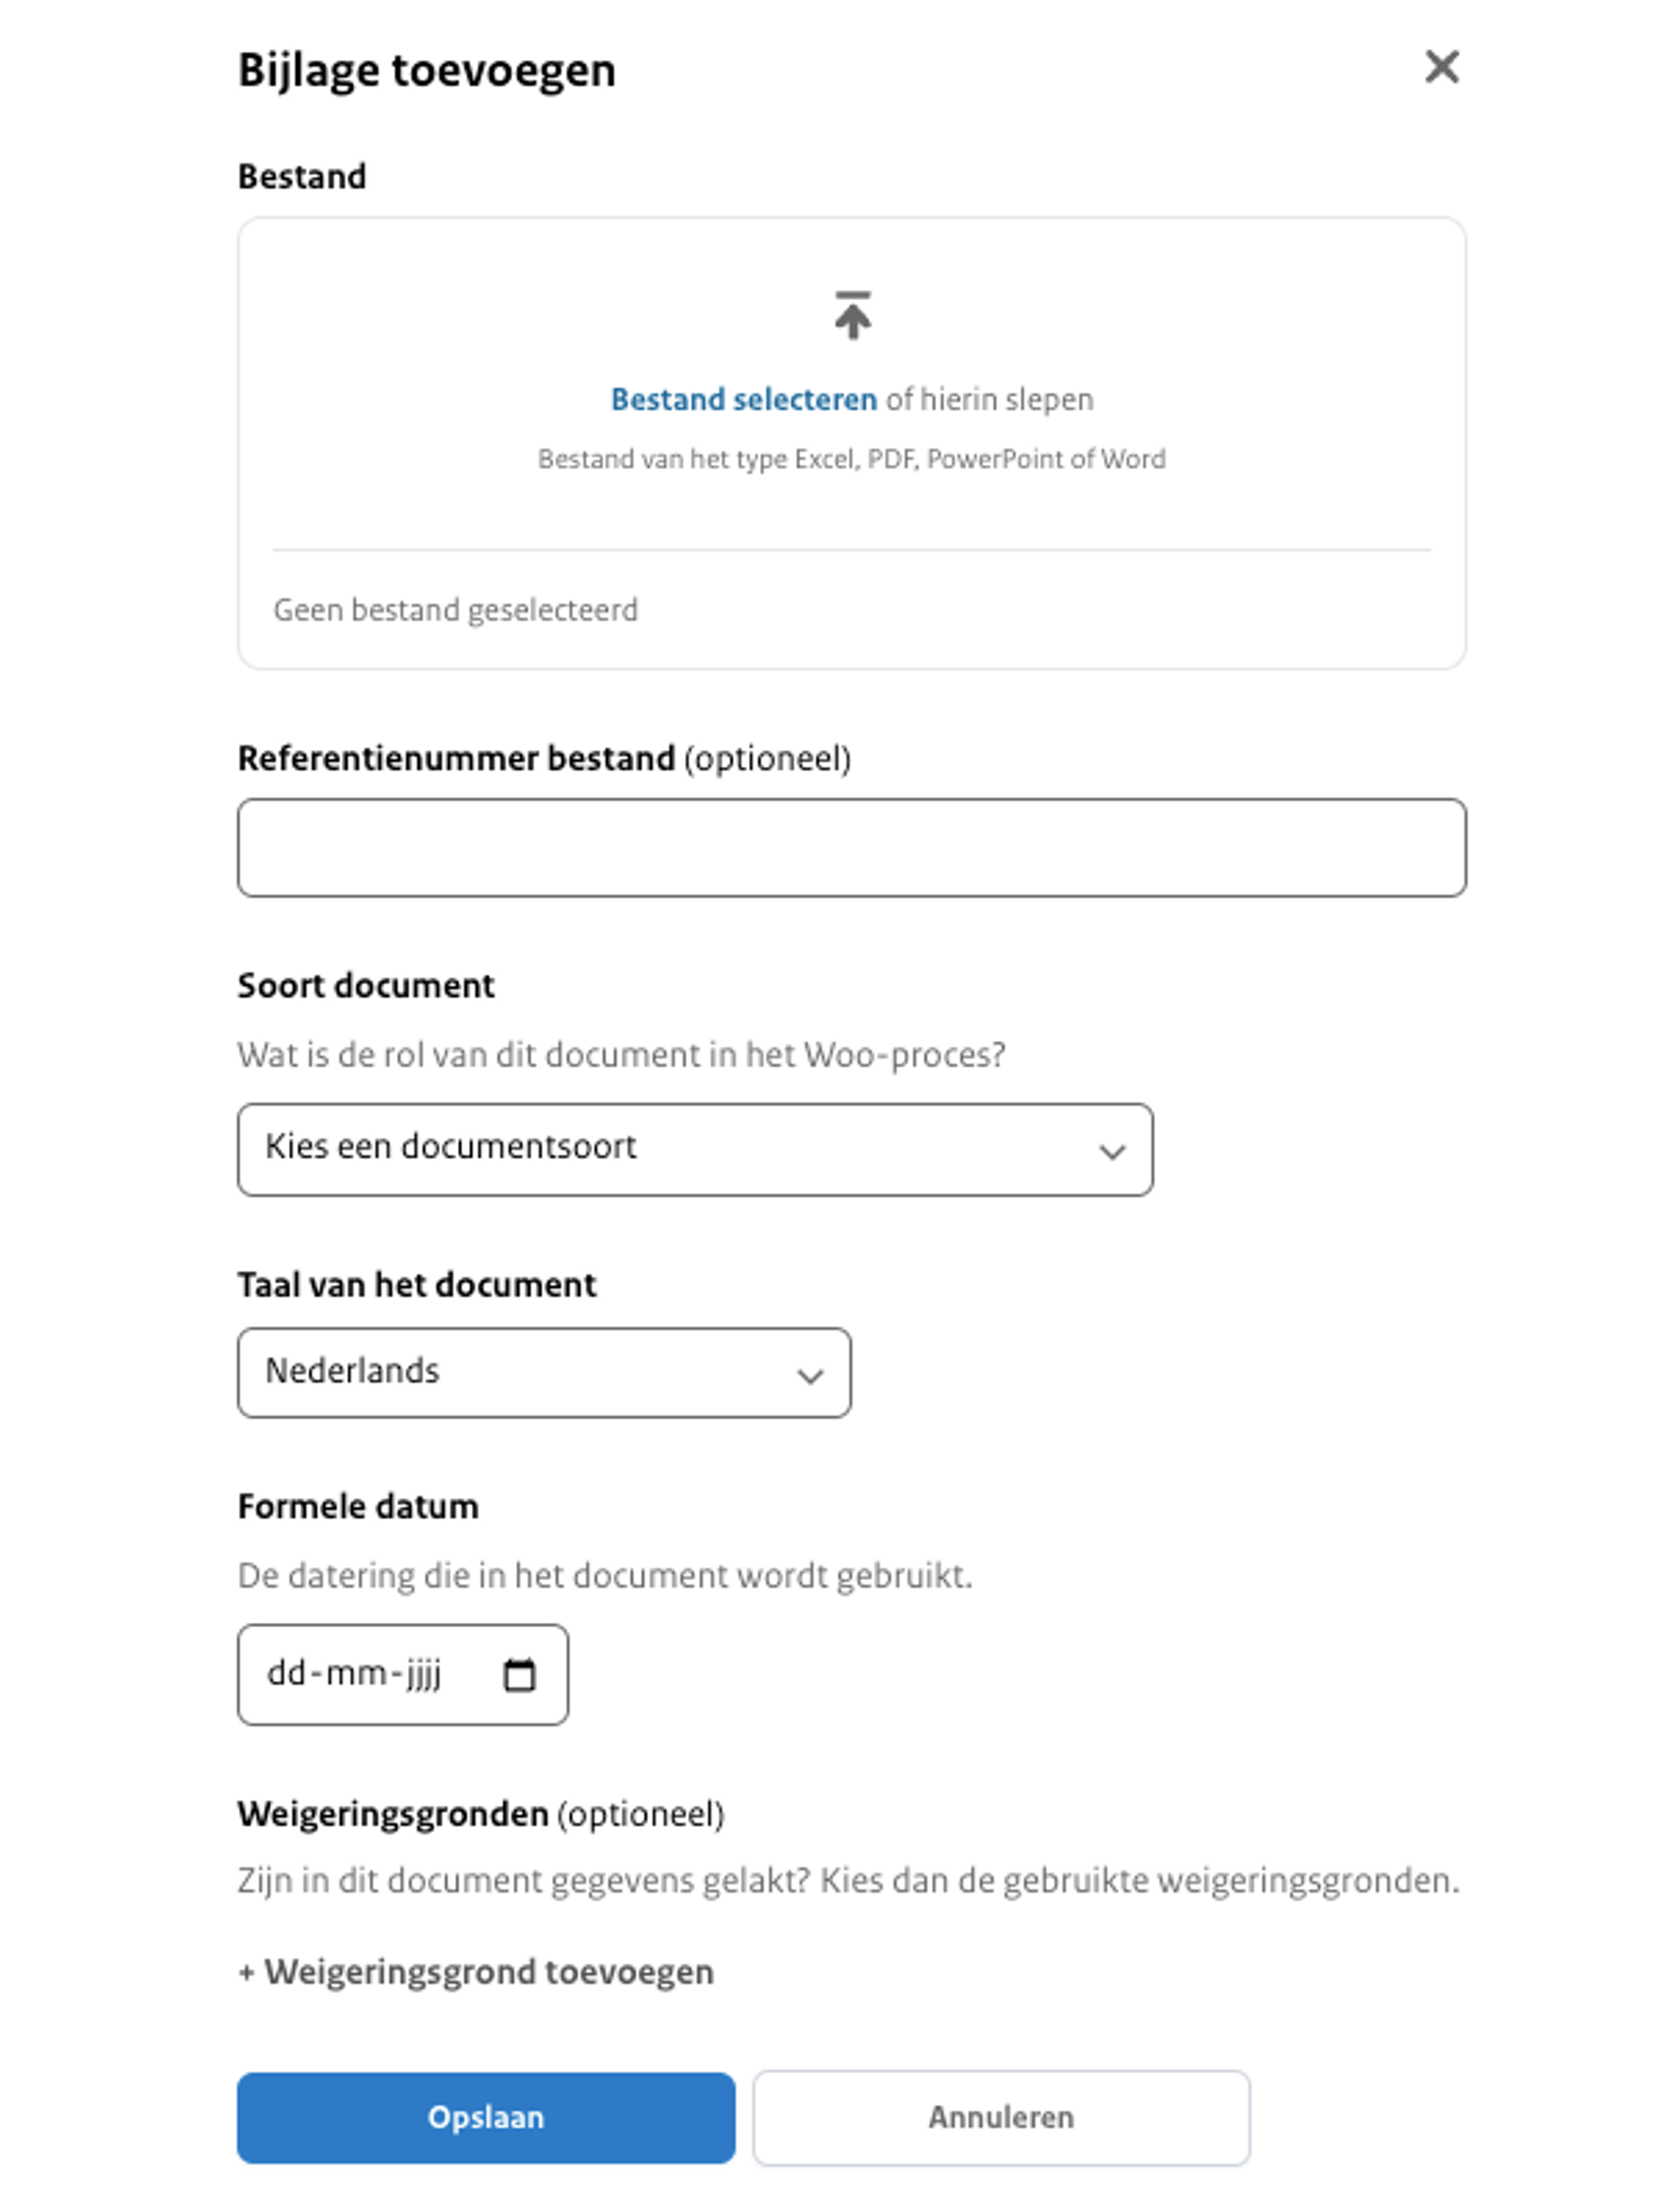 Bijlage toevoegen
Bestand
Bestand selecteren of hierin slepen
Bestand van het type Excel, PDF, PowerPoint of Word
Geen bestand geselecteerd
Referentienummer bestand (optioneel)
Soort document
Wat is de rol van dit document in het Woo-proces?
Kies een documentsoort
Taal van het document
Nederlands
Formele datum
De datering die in het document wordt gebruikt.
dd-mm-jjjj
Weigeringsgronden (optioneel)
Zijn in dit document gegevens gelakt? Kies dan de gebruikte weigeringsgronden.
+ Weigeringsgrond toevoegen
Opslaan
Annuleren